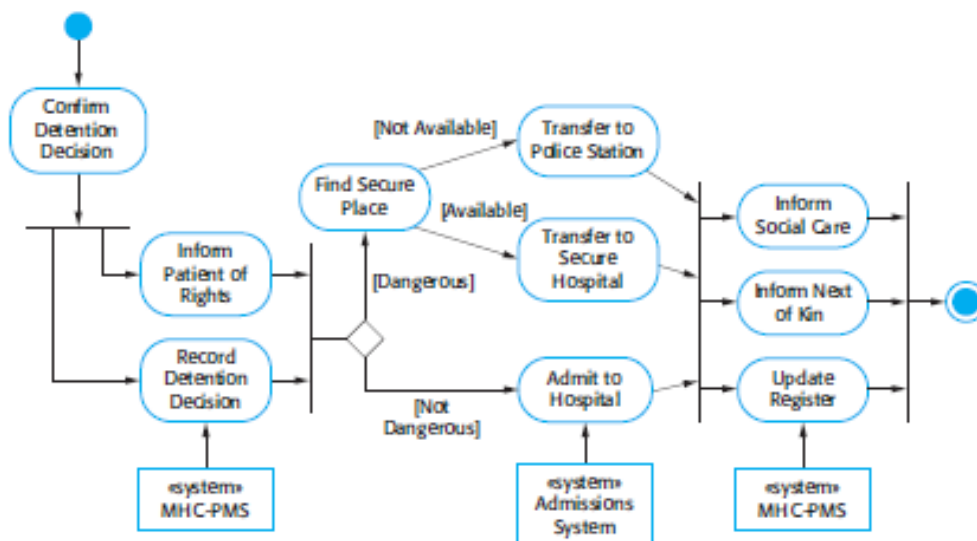 Confirm
Detention
Decision
Inform
Patient of
Rights
Record
Detention
Decision
«system»
MHC-PMS
Find Secure
Place
[Dangerous]
[Not
Dangerous]
[Not Available]
[Available]
Transfer to
Police Station
Transfer to
Secure
Hospital
Admit to
Hospital
«system»
Admissions
System
Inform
Social Care
Inform Next
of Kin
Update
Register
«system»
MHC-PMS